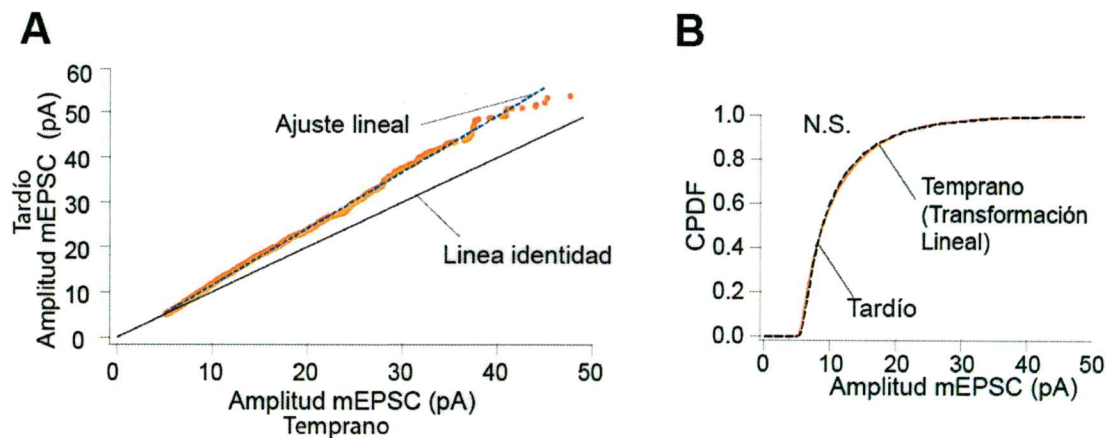 A
Tardío
Amplitud mEPSC (pA)
60
50
40
30
20
10
0
Ajuste lineal
Linea identidad
0 10 20 30 40 50
Amplitud mEPSC (pA)
Temprano
B
CPDF
1.0
0.8
0.6
0.4
0.2
0.0
N.S.
Temprano
(Transformación
Lineal)
Tardío
0 10 20 30 40 50
Amplitud mEPSC (pA)